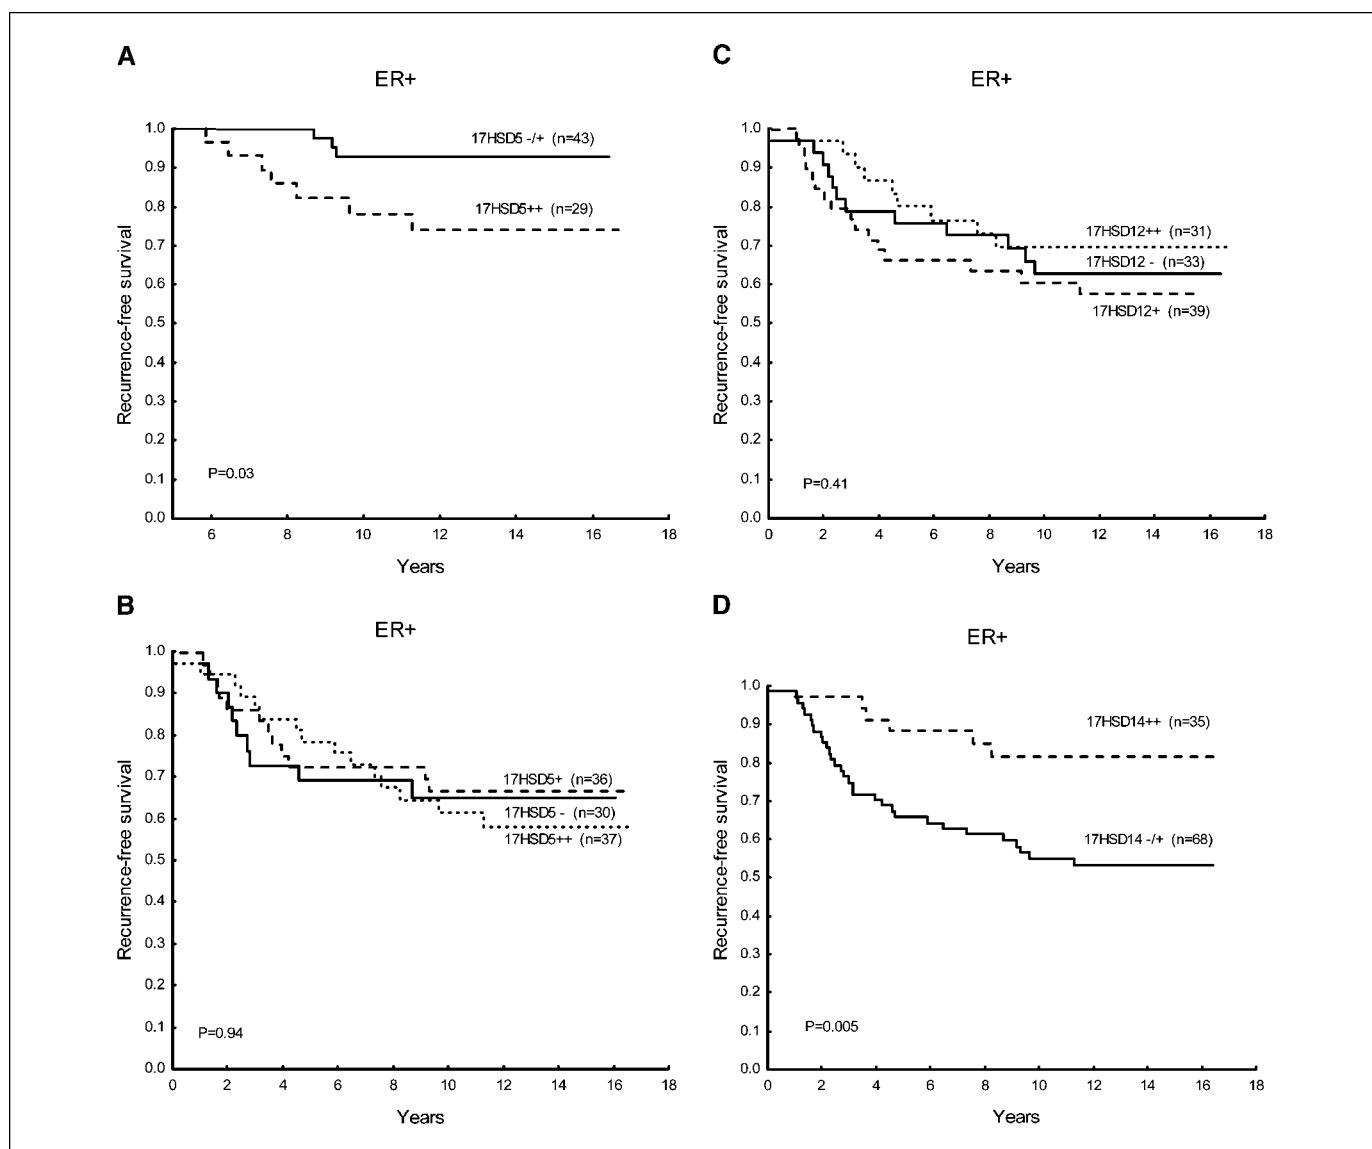 A
ER+
Recurrence-free survival
1.0
0.9
0.8
0.7
0.6
0.5
0.4
0.3
0.2
0.1
0.0
17HSD5 -/+ (n=43)
17HSD5++ (n=29)
P=0.03
6 8 10 12 14 16 18
Years
B
ER+
Recurrence-free survival
1.0
0.9
0.8
0.7
0.6
0.5
0.4
0.3
0.2
0.1
0.0
17HSD5+ (n=36)
17HSD5 - (n=30)
17HSD5++ (n=37)
P=0.94
0 2 4 6 8 10 12 14 16 18
Years
C
ER+
Recurrence-free survival
1.0
0.9
0.8
0.7
0.6
0.5
0.4
0.3
0.2
0.1
0.0
17HSD12++ (n=31)
17HSD12 - (n=33)
17HSD12+ (n=39)
P=0.41
0 2 4 6 8 10 12 14 16 18
Years
D
ER+
Recurrence-free survival
1.0
0.9
0.8
0.7
0.6
0.5
0.4
0.3
0.2
0.1
0.0
17HSD14++ (n=35)
17HSD14 -/+ (n=68)
P=0.005
0 2 4 6 8 10 12 14 16 18
Years